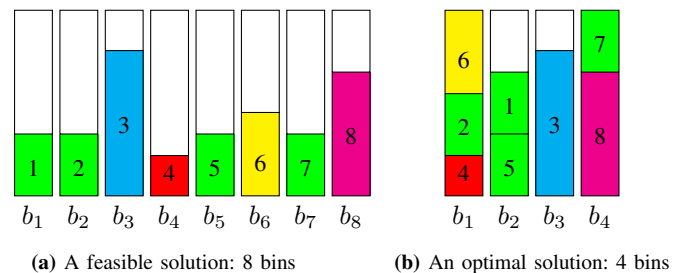 6 7
3 1 3
8 2 8
1 2 4 5 6 7 4 5
b₁ b₂ b₃ b₄ b₅ b₆ b₇ b₈ b₁ b₂ b₃ b₄
(a) A feasible solution: 8 bins (b) An optimal solution: 4 bins